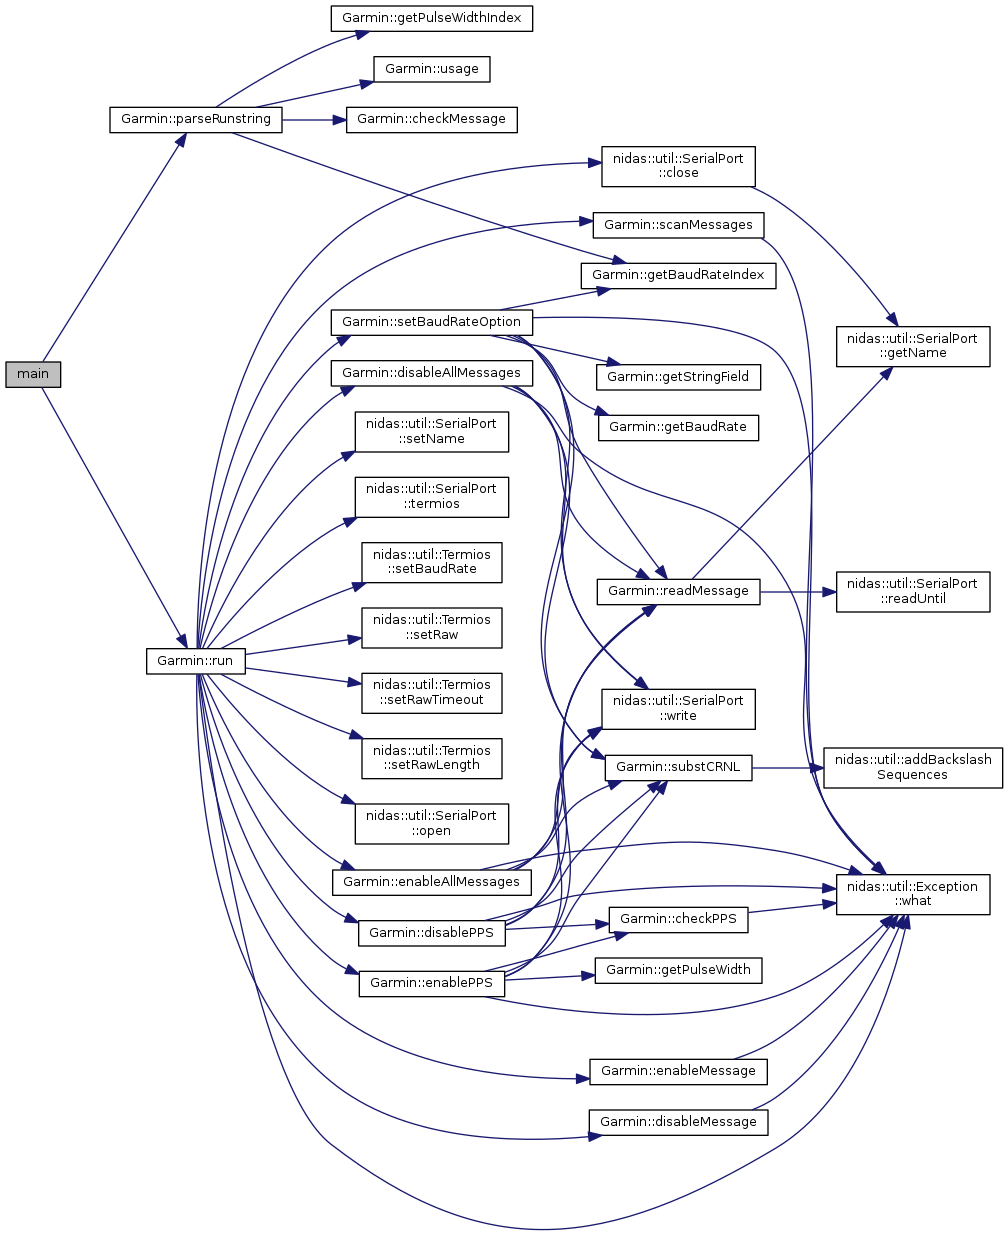 Garmin::getPulseWidthIndex
Garmin::usage
Garmin::parseRunstring
Garmin::checkMessage
nidas::util::SerialPort
::close
Garmin::scanMessages
Garmin::getBaudRateIndex
Garmin::setBaudRateOption
nidas::util::SerialPort
::getName
main
Garmin::disableAllMessages
Garmin::getStringField
nidas::util::SerialPort
::setName
Garmin::getBaudRate
nidas::util::SerialPort
::termios
nidas::util::Termios
::setBaudRate
Garmin::readMessage
nidas::util::SerialPort
::readUntil
nidas::util::Termios
::setRaw
Garmin::run
nidas::util::Termios
::setRawTimeout
nidas::util::SerialPort
::write
nidas::util::Termios
::setRawLength
Garmin::substCRNL
nidas::util::addBackslash
Sequences
nidas::util::SerialPort
::open
Garmin::enableAllMessages
nidas::util::Exception
::what
Garmin::disablePPS
Garmin::checkPPS
Garmin::enablePPS
Garmin::getPulseWidth
Garmin::enableMessage
Garmin::disableMessage